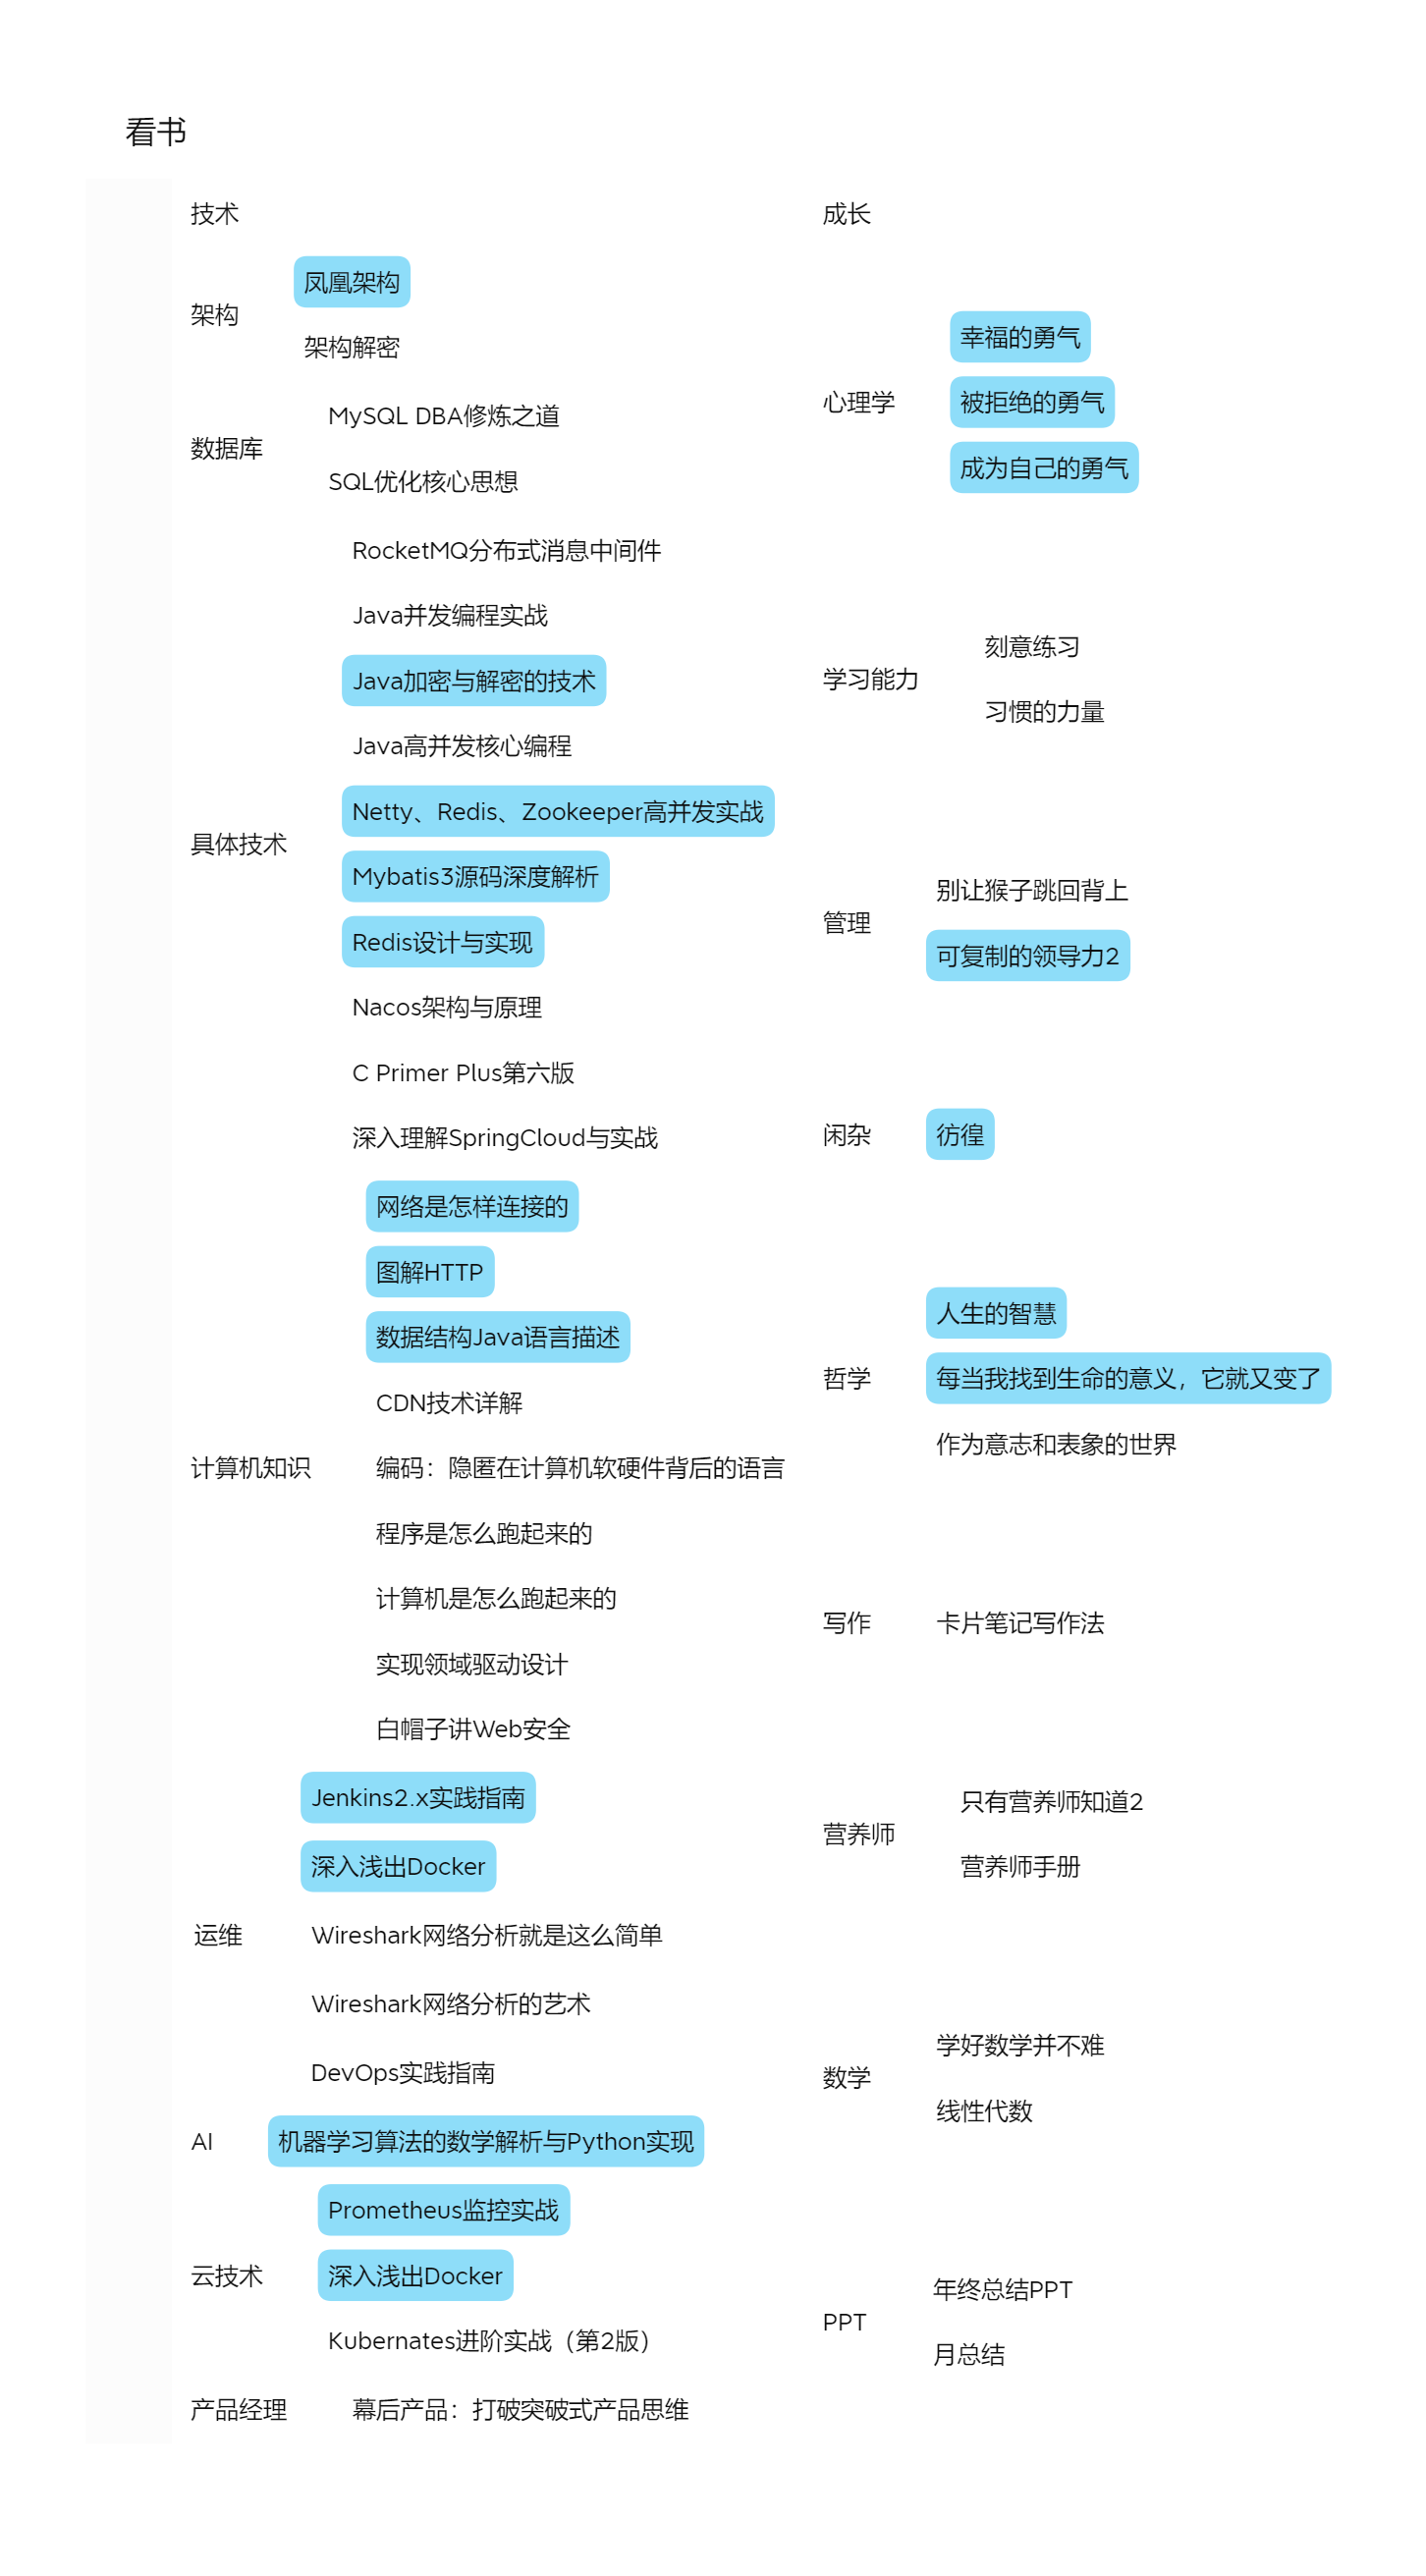 看书
技术
架构
凤凰架构
架构解密
数据库
MySQL DBA修炼之道
SQL优化核心思想
具体技术
RocketMQ分布式消息中间件
Java并发编程实战
Java加密与解密的技术
Java高并发核心编程
Netty、Redis、Zookeeper高并发实战
Mybatis3源码深度解析
Redis设计与实现
Nacos架构与原理
C Primer Plus第六版
深入理解SpringCloud与实战
计算机知识
网络是怎样连接的
图解HTTP
数据结构Java语言描述
CDN技术详解
编码：隐匿在计算机软硬件背后的语言
程序是怎么跑起来的
计算机是怎么跑起来的
实现领域驱动设计
白帽子讲Web安全
运维
Jenkins2.x实践指南
深入浅出Docker
Wireshark网络分析就是这么简单
Wireshark网络分析的艺术
DevOps实践指南
AI
机器学习算法的数学解析与Python实现
云技术
Prometheus监控实战
深入浅出Docker
Kubernates进阶实战（第2版）
产品经理
幕后产品：打破突破式产品思维
成长
心理学
幸福的勇气
被拒绝的勇气
成为自己的勇气
学习能力
刻意练习
习惯的力量
管理
别让猴子跳回背上
可复制的领导力2
闲杂
彷徨
哲学
人生的智慧
每当我找到生命的意义，它就又变了
作为意志和表象的世界
写作
卡片笔记写作法
营养师
只有营养师知道2
营养师手册
数学
学好数学并不难
线性代数
PPT
年终总结PPT
月总结